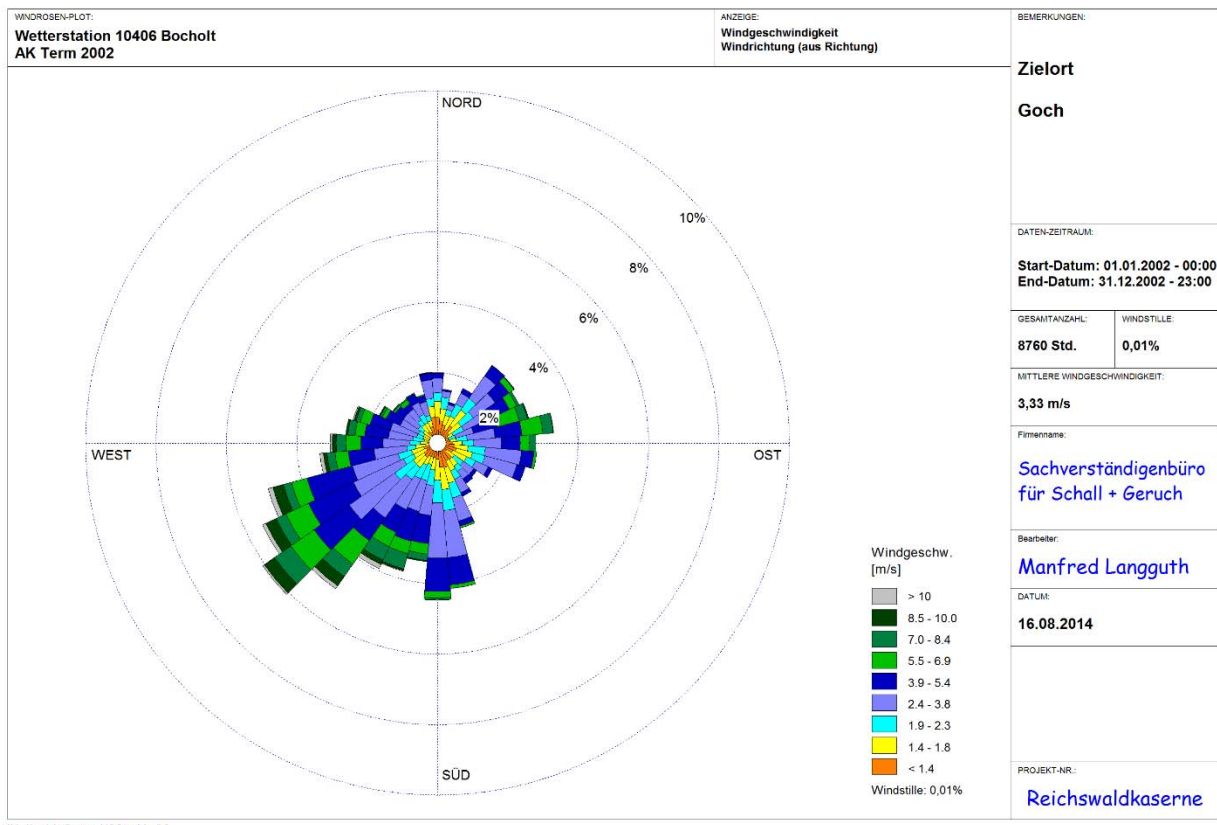 WINDROSEN-PLOT:
Wetterstation 10406 Bocholt
AK Term 2002
ANZEIGE:
Windgeschwindigkeit
Windrichtung (aus Richtung)
BEMERKUNGEN:
Zielort
Goch
NORD
10%
8%
6%
4%
2%
WEST
OST
SÜD
Windgeschw.
[m/s]
> 10
8.5 - 10.0
7.0 - 8.4
5.5 - 6.9
3.9 - 5.4
2.4 - 3.8
1.9 - 2.3
1.4 - 1.8
< 1.4
Windstille: 0,01%
DATEN-ZEITRAUM:
Start-Datum: 01.01.2002 - 00:00
End-Datum: 31.12.2002 - 23:00
GESAMTANZAHL:
8760 Std.
WINDSTILLE:
0,01%
MITTLERE WINDGESCHWINDIGKEIT:
3,33 m/s
Firmenname:
Sachverständigenbüro
für Schall + Geruch
Bearbeiter:
Manfred Langguth
DATUM:
16.08.2014
PROJEKT-NR.:
Reichswaldkaserne